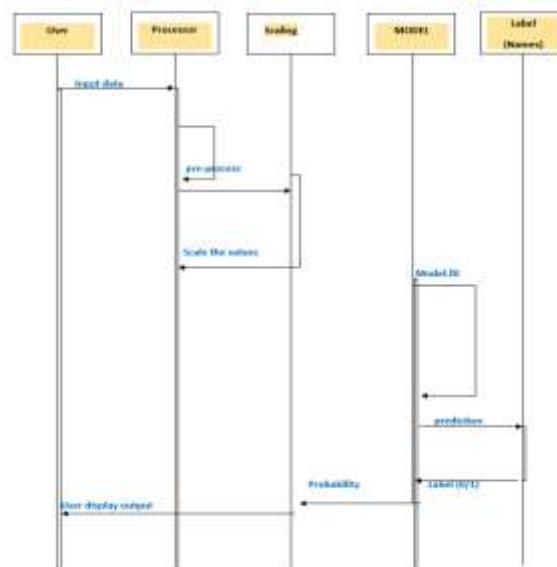 User
Processor
Scaling
MODEL
Label
(Names)
Input data
pre-process
Scale the values
Model.fit
prediction
Label (0/1)
Probability
User display output